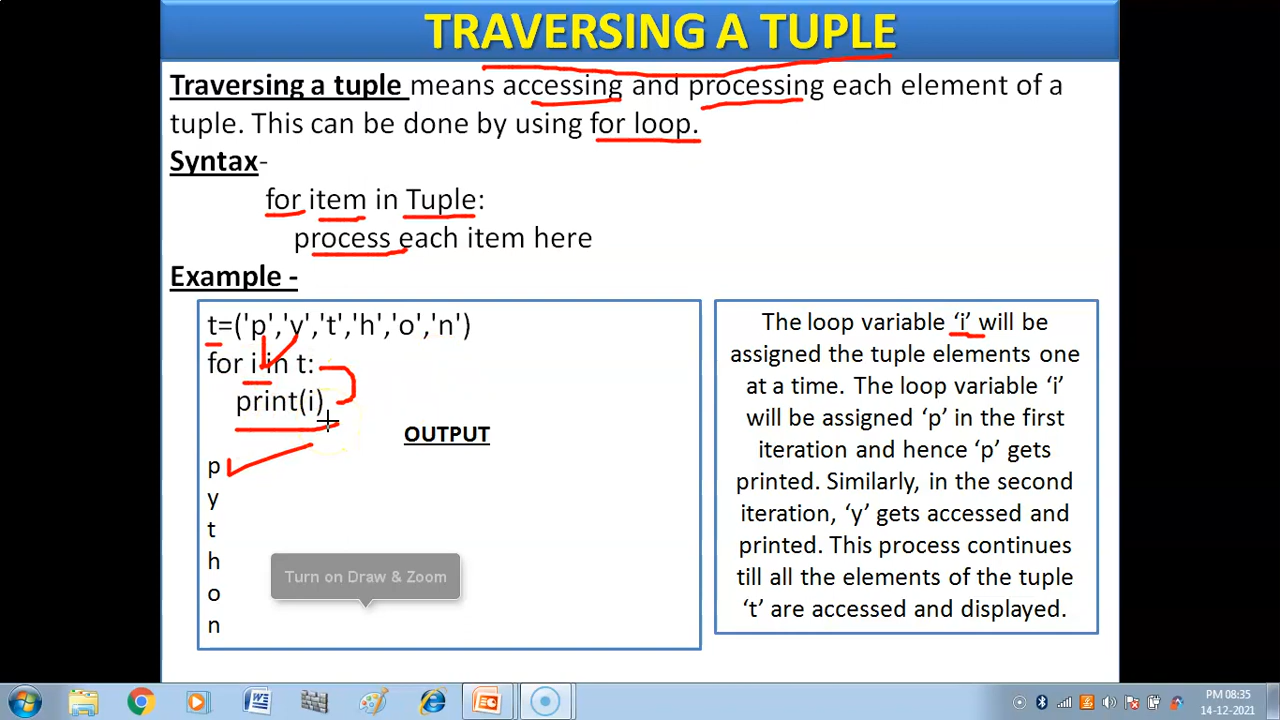 TRAVERSING A TUPLE
Traversing a tuple means accessing and processing each element of a
tuple. This can be done by using for loop.
Syntax-
for item in Tuple:
process each item here
Example -
t=('p','y','t','h','o','n')
for i in t:
print(i)
OUTPUT
p
y
t
h
o
n
Turn on Draw & Zoom
The loop variable ‘i’ will be
assigned the tuple elements one
at a time. The loop variable ‘i’
will be assigned ‘p’ in the first
iteration and hence ‘p’ gets
printed. Similarly, in the second
iteration, ‘y’ gets accessed and
printed. This process continues
till all the elements of the tuple
‘t’ are accessed and displayed.
PM 08:35
14-12-2021